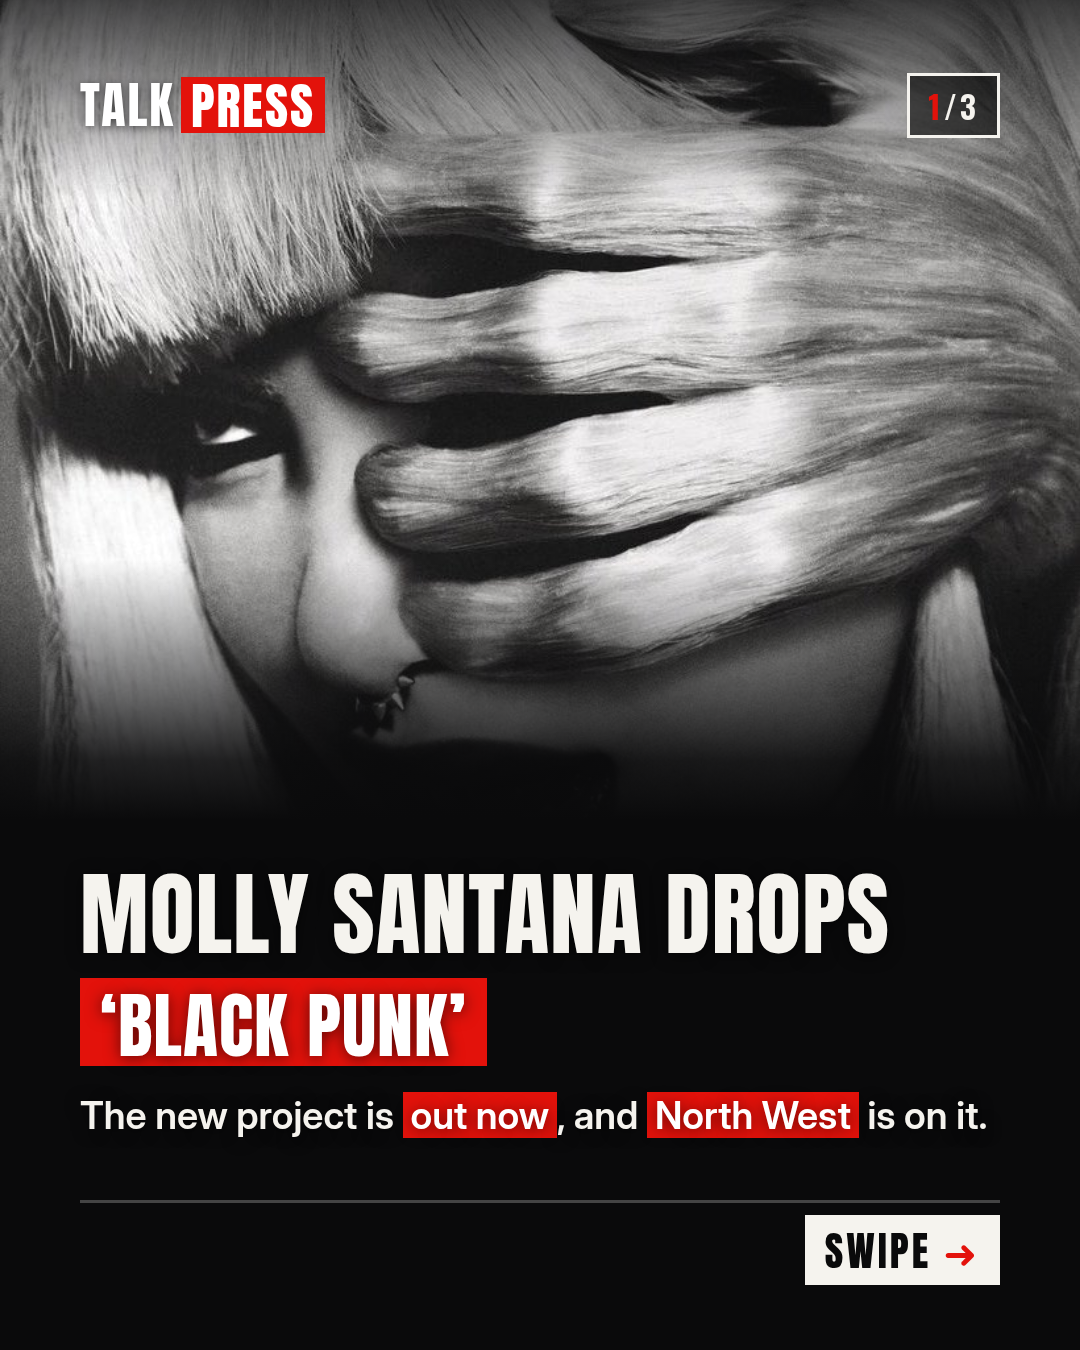 TALK PRESS
1/3
MOLLY SANTANA DROPS
‘BLACK PUNK’
The new project is out now, and North West is on it.
SWIPE →